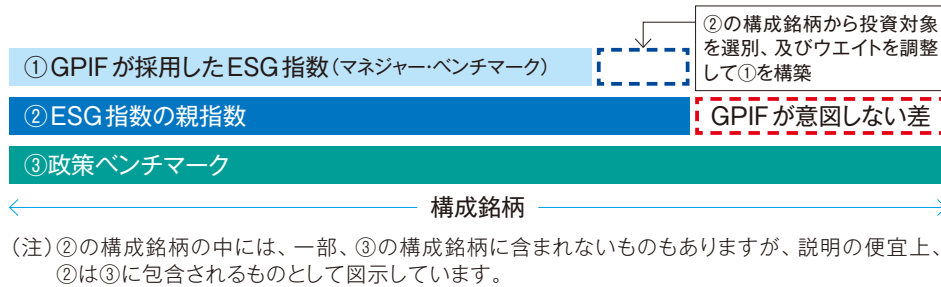 ②の構成銘柄から投資対象
を選別、及びウエイトを調整
して①を構築
①GPIFが採用したESG指数(マネジャー・ベンチマーク)
②ESG指数の親指数
GPIFが意図しない差
③政策ベンチマーク
構成銘柄
(注)②の構成銘柄の中には、一部、③の構成銘柄に含まれないものもありますが、説明の便宜上、
②は③に包含されるものとして図示しています。